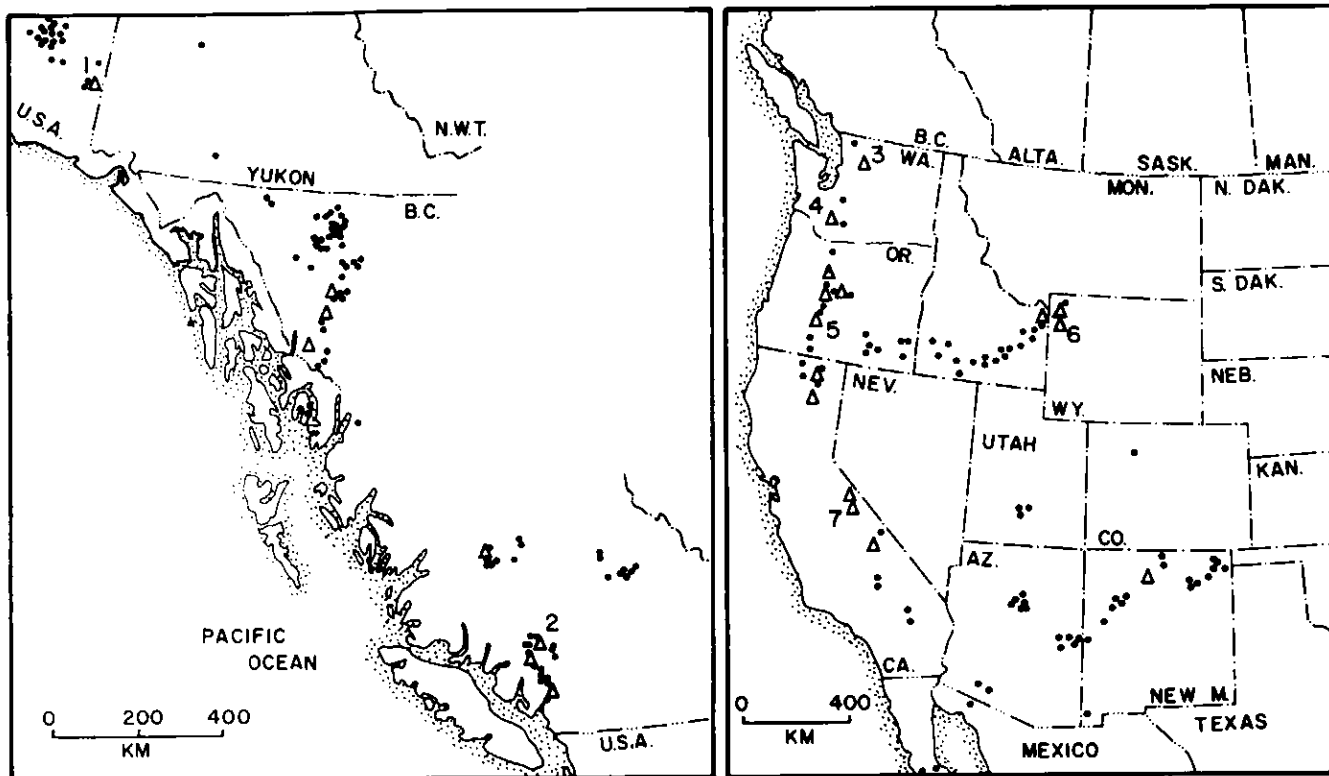 1
U.S.A.
N.W.T.
YUKON
B.C.
PACIFIC
OCEAN
2
0 200 400
KM
U.S.A.
B.C.
WA.
3
ALTA.
SASK.
MAN.
MON.
N. DAK.
4
OR.
S. DAK.
5
6
NEV.
NEB.
WY.
UTAH
KAN.
7
CO.
AZ.
CA.
0 400
KM
NEW M.
TEXAS
MEXICO